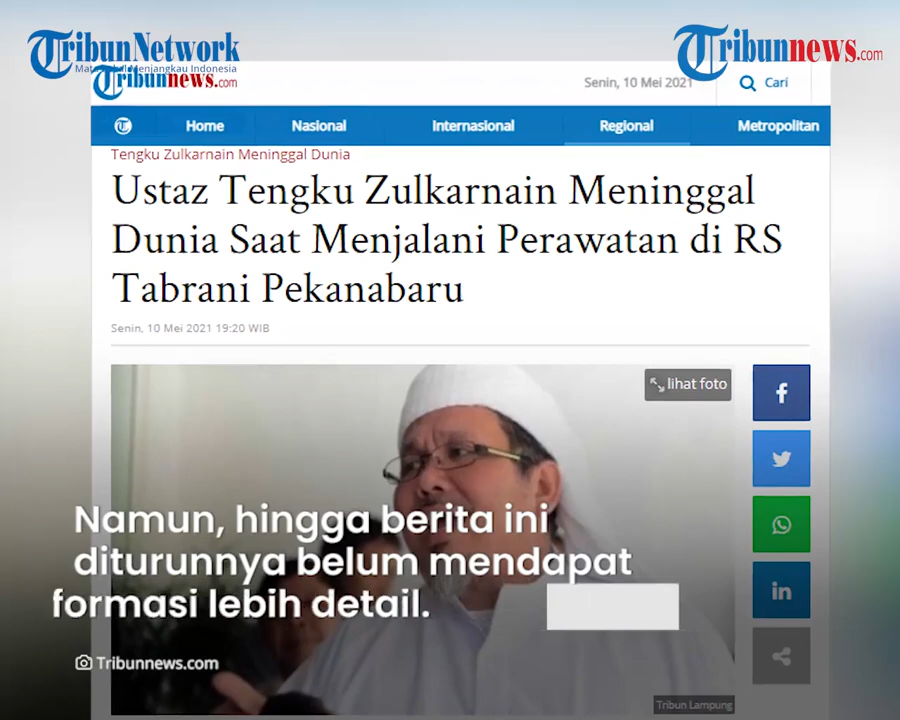 TribunNetwork
Tribunnews.com
Tribunnews.com
Senin, 10 Mei 2021
Cari
Home
Nasional
Internasional
Regional
Metropolitan
Tengku Zulkarnain Meninggal Dunia
Ustaz Tengku Zulkarnain Meninggal
Dunia Saat Menjalani Perawatan di RS
Tabrani Pekanabaru
Senin, 10 Mei 2021 19:20 WIB
lihat foto
Namun, hingga berita ini
diturunnya belum mendapat
formasi lebih detail.
Tribunnews.com
Tribun Lampung